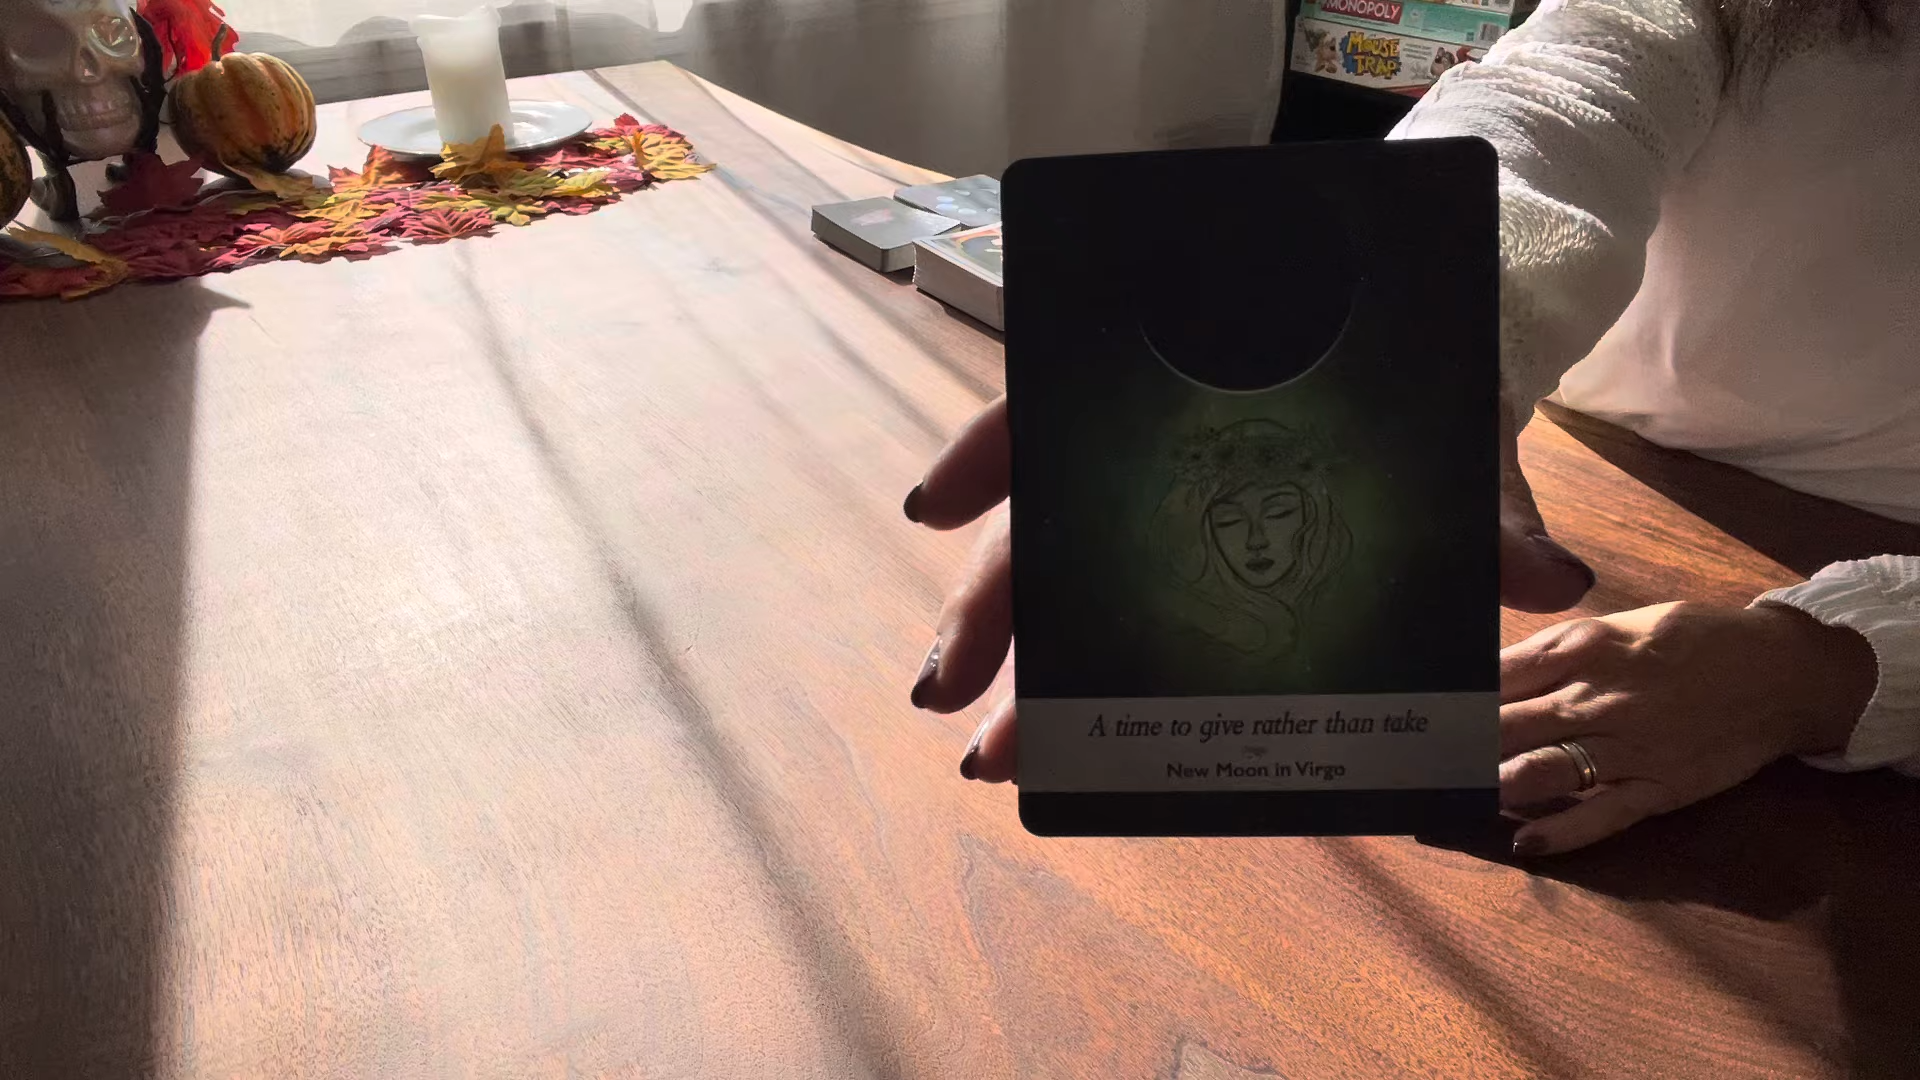 MONOPOLY
MOUSE
TRAP
A time to give rather than take
New Moon in Virgo